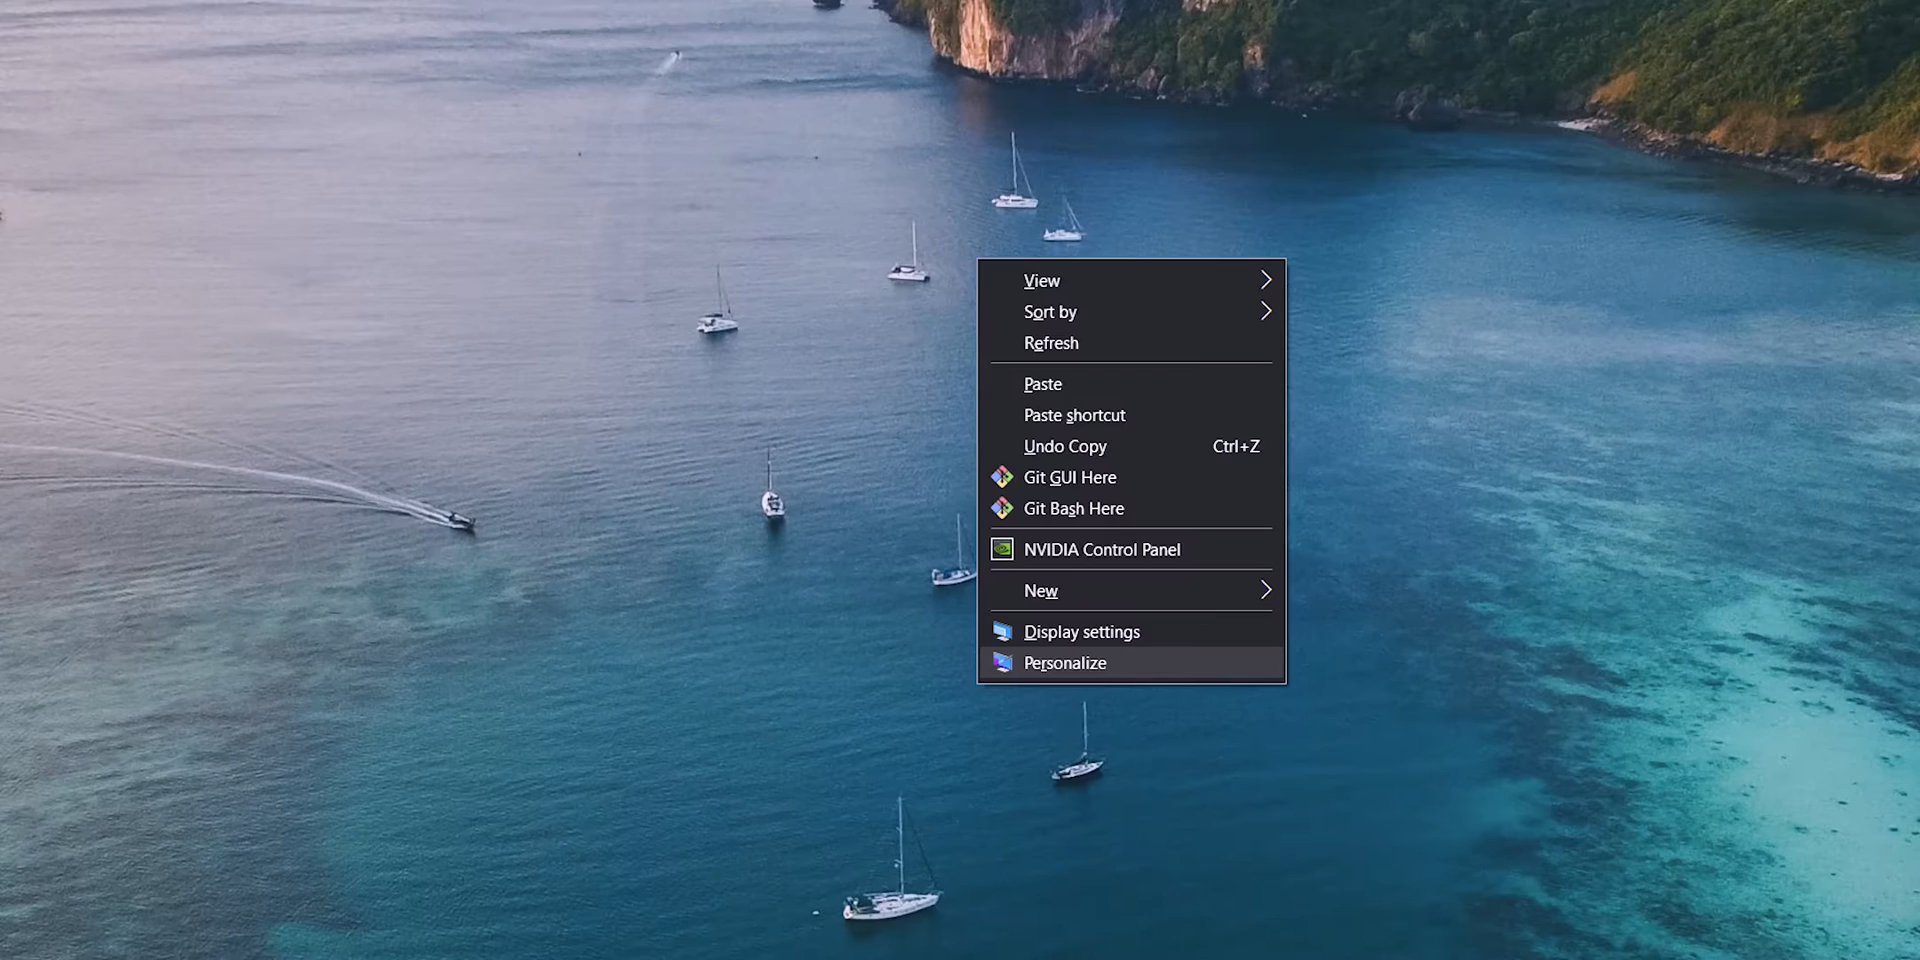 View
Sort by
Refresh
Paste
Paste shortcut
Undo Copy Ctrl+Z
Git GUI Here
Git Bash Here
NVIDIA Control Panel
New
Display settings
Personalize